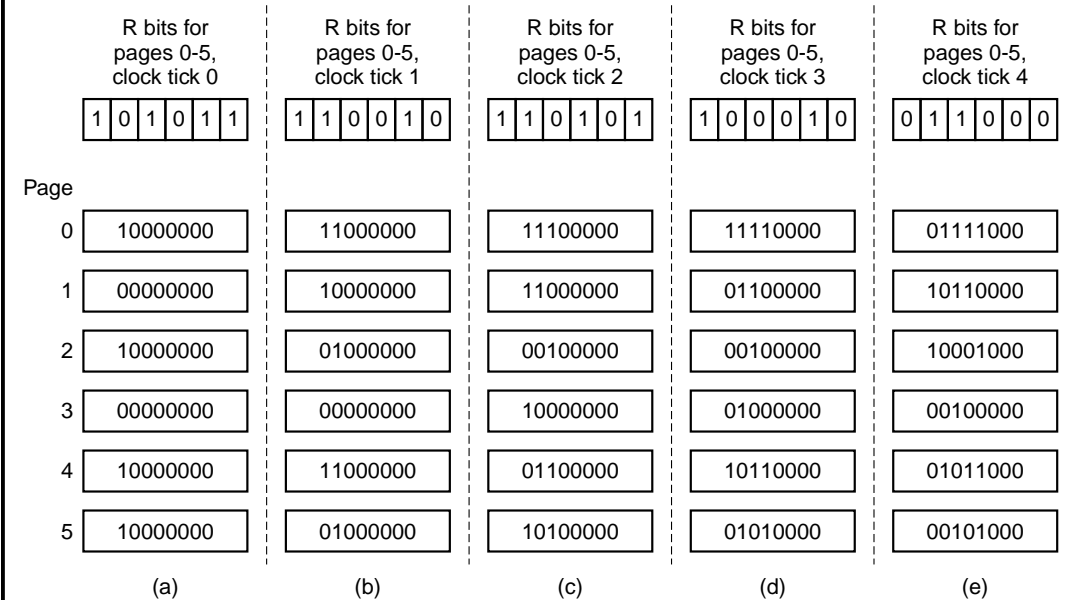 R bits for pages 0-5, clock tick 0
R bits for pages 0-5, clock tick 1
R bits for pages 0-5, clock tick 2
R bits for pages 0-5, clock tick 3
R bits for pages 0-5, clock tick 4
1 0 1 0 1 1
1 1 0 0 1 0
1 1 0 1 0 1
1 0 0 0 1 0
0 1 1 0 0 0
Page
0 10000000 11000000 11100000 11110000 01111000
1 00000000 10000000 11000000 01100000 10110000
2 10000000 01000000 00100000 00100000 10001000
3 00000000 00000000 10000000 01000000 00100000
4 10000000 11000000 01100000 10110000 01011000
5 10000000 01000000 10100000 01010000 00101000
(a) (b) (c) (d) (e)